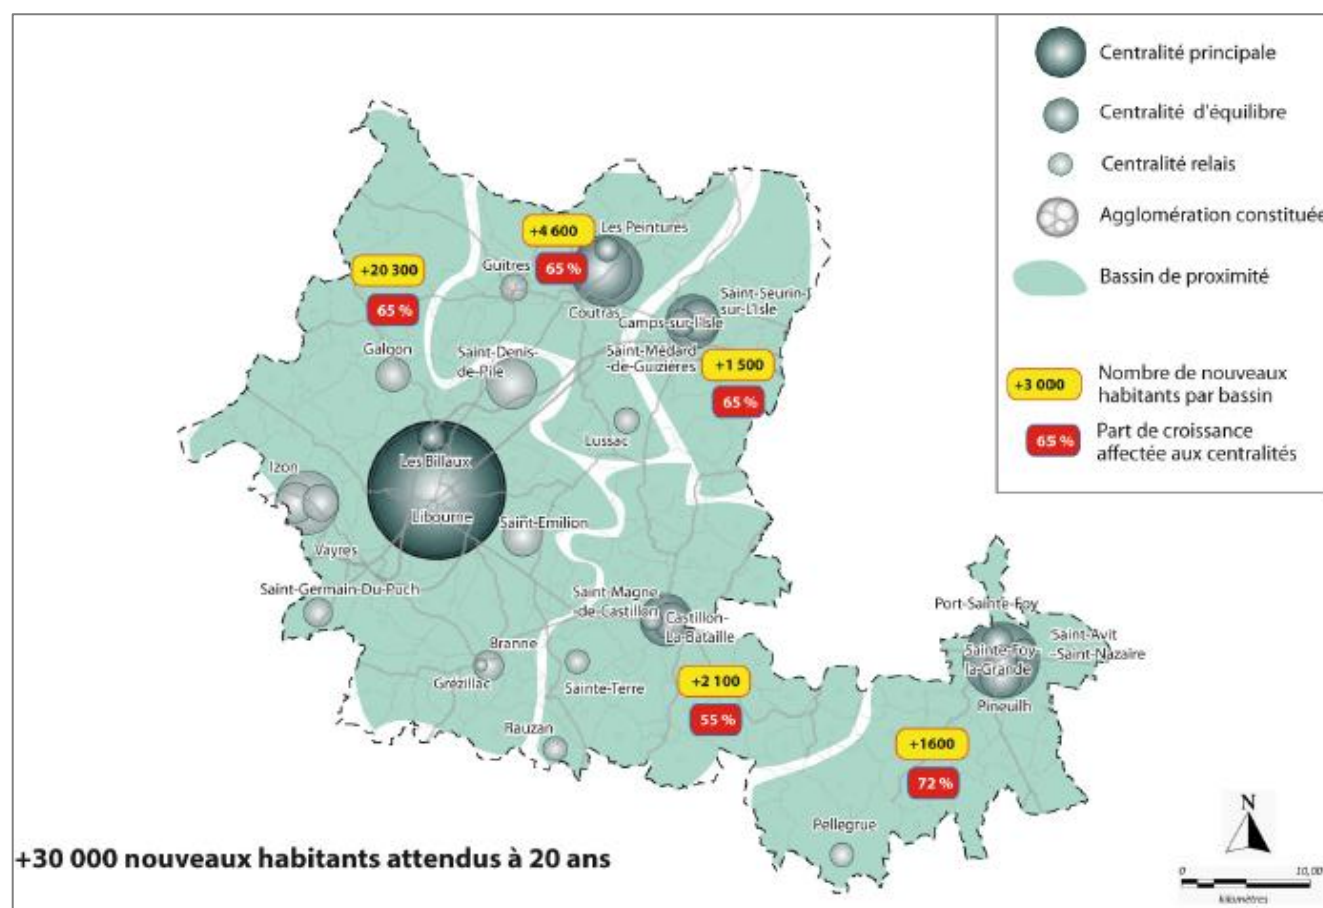 Centralité principale
Centralité d'équilibre
Centralité relais
Agglomération constituée
Bassin de proximité
+3 000
Nombre de nouveaux
habitants par bassin
65 %
Part de croissance
affectée aux centralités
+4 600
65 %
Les Peintures
Guîtres
Coutras
+20 300
65 %
Galgon
Saint-Denis-
de-Pile
Saint-Seurin-
sur-L'Isle
Camps-sur-l'Isle
Saint-Médard
-de-Guizières
+1 500
65 %
Lussac
Les Billaux
Libourne
Izon
Vayres
Saint-Emilion
Saint-Germain-Du-Puch
Saint-Magne
-de-Castillon
Castillon-
La-Bataille
Branne
Grézillac
Sainte-Terre
Rauzan
+2 100
55 %
Port-Sainte-Foy
Saint-Avit
-Saint-Nazaire
Sainte-Foy-
la-Grande
Pineuilh
+1600
72 %
Pellegrue
+30 000 nouveaux habitants attendus à 20 ans
N
0
10,00
kilomètres